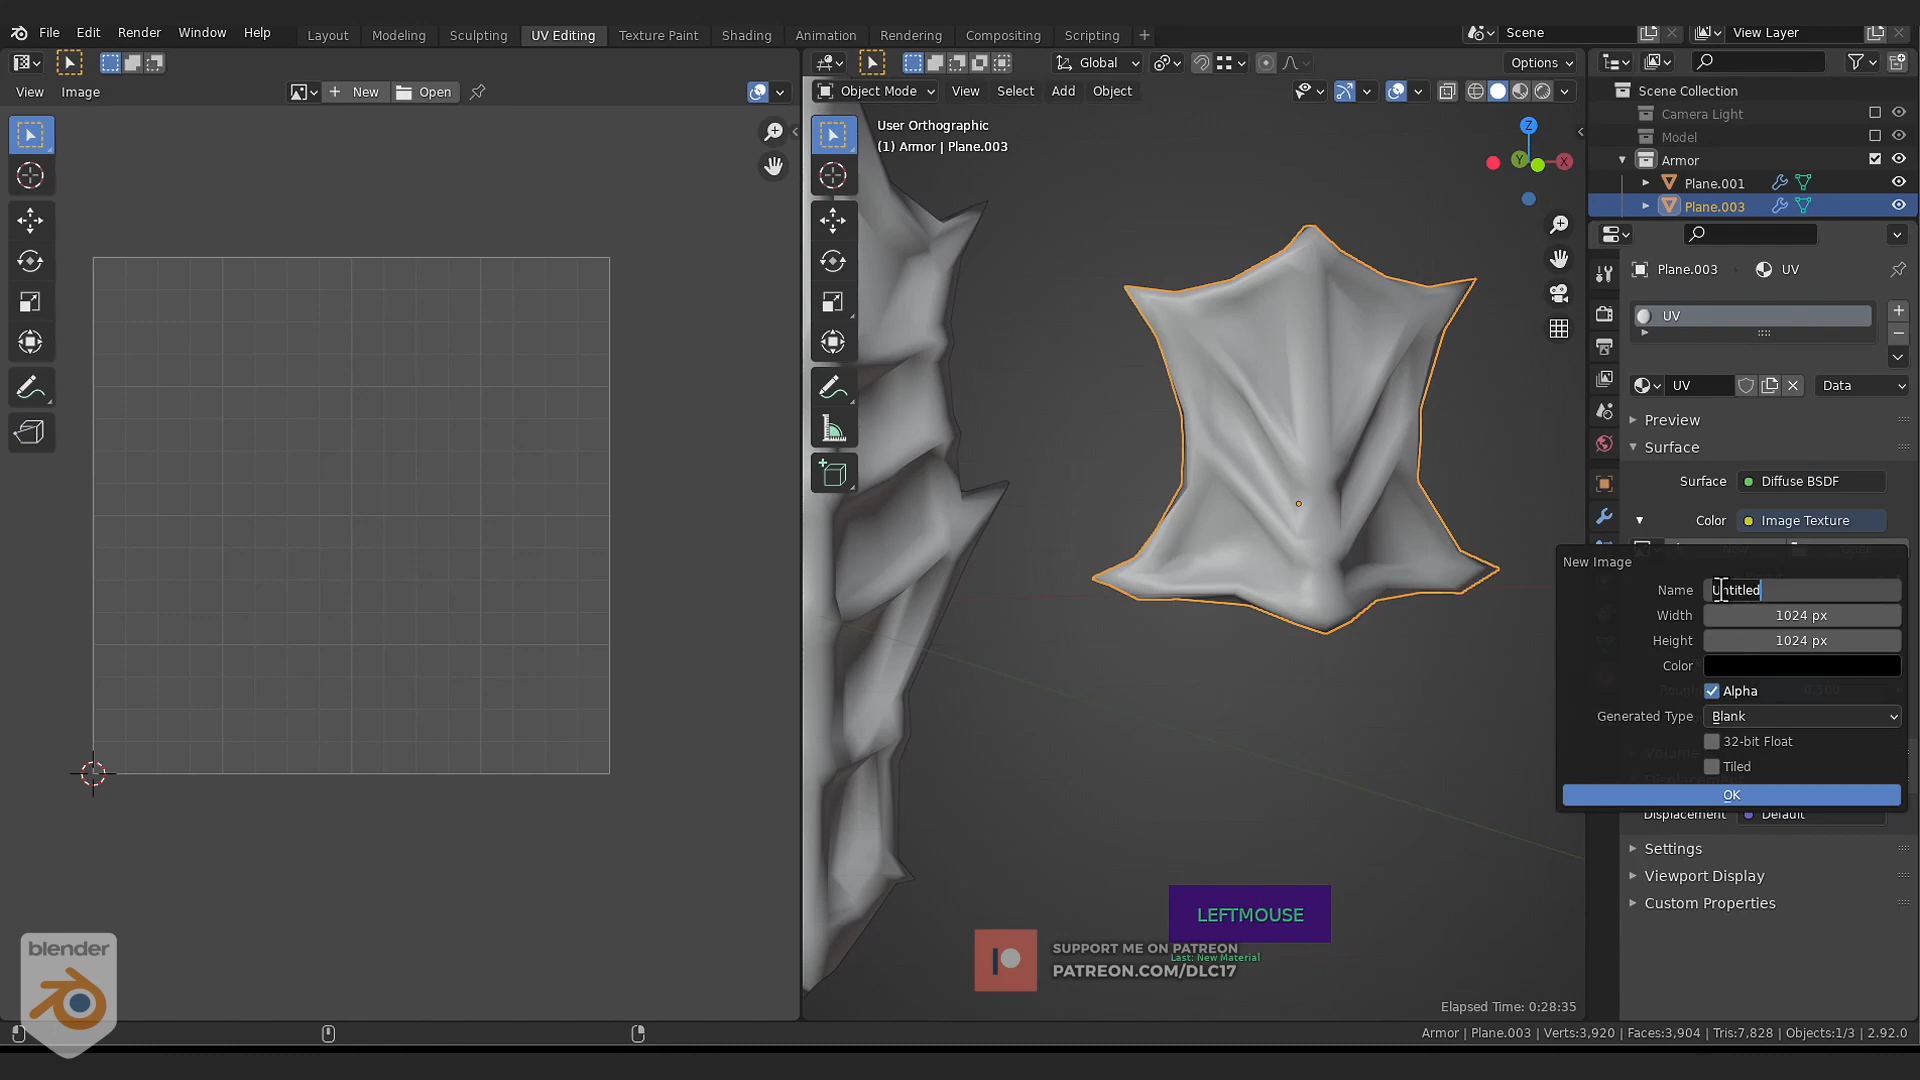 File Edit Render Window Help
Layout Modeling Sculpting UV Editing Texture Paint Shading Animation Rendering Compositing Scripting
Scene
View Layer
Global
Options
View Image
New
Open
Object Mode
View Select Add Object
User Orthographic
(1) Armor | Plane.003
Z
Y
X
Scene Collection
Camera Light
Model
Armor
Plane.001
Plane.003
Plane.003
UV
UV
UV
Data
Preview
Surface
Surface
Diffuse BSDF
Color
Image Texture
New Image
Name
Untitled
Width
1024 px
Height
1024 px
Color
Alpha
Generated Type
Blank
32-bit Float
Tiled
OK
Displacement
Default
Settings
Viewport Display
Custom Properties
LEFTMOUSE
SUPPORT ME ON PATREON
Last: New Material
PATREON.COM/DLC17
Elapsed Time: 0:28:35
blender
Armor | Plane.003 | Verts:3,920 | Faces:3,904 | Tris:7,828 | Objects:1/3 | 2.92.0